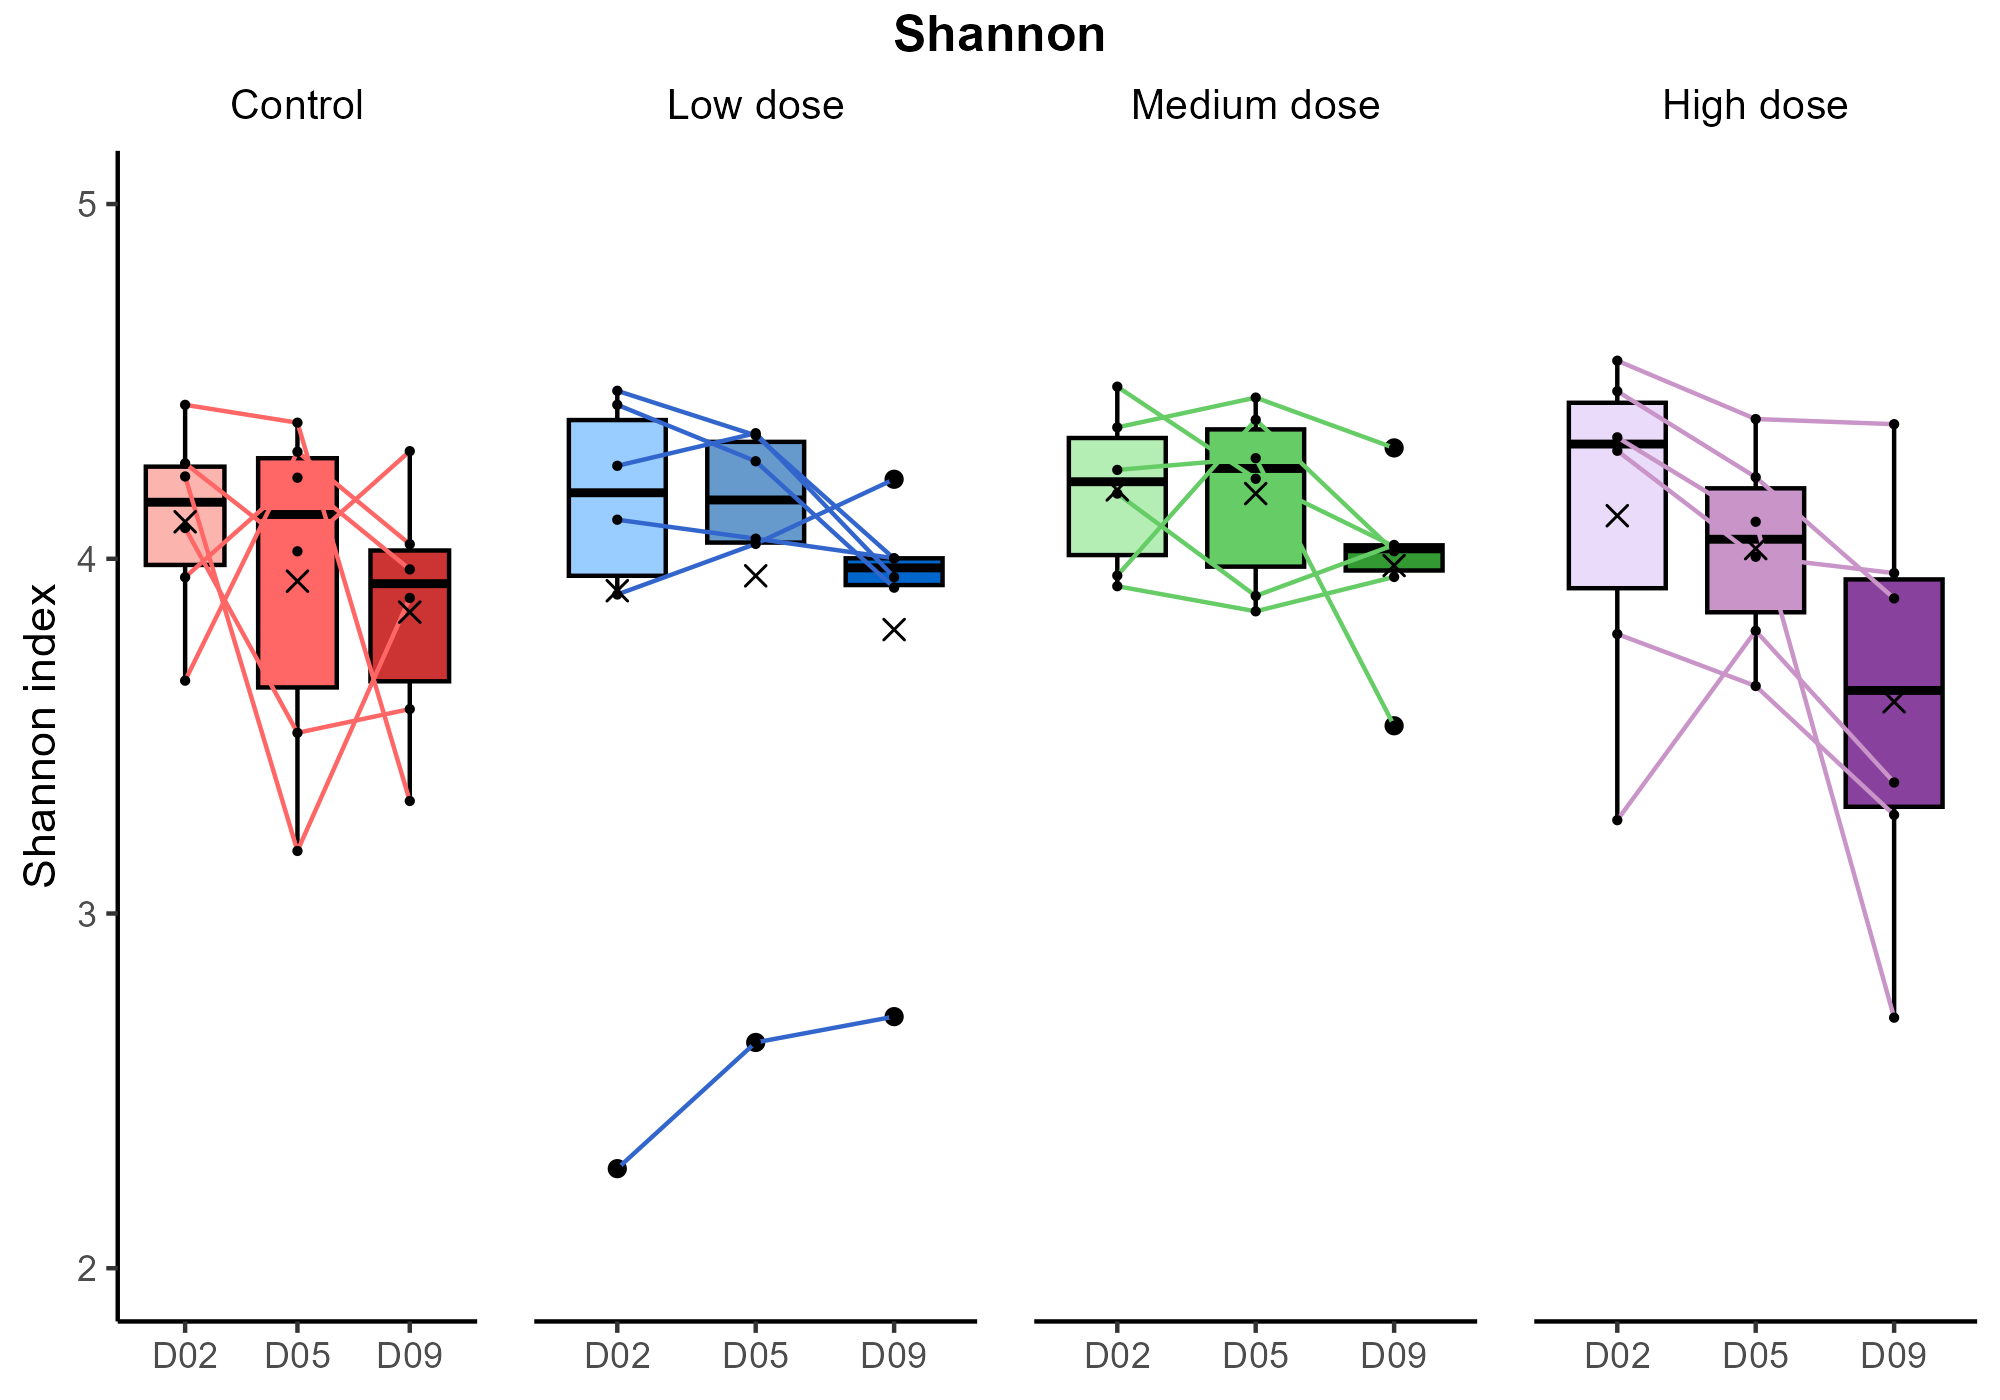 Shannon
Control
Low dose
Medium dose
High dose
Shannon index
5
4
3
2
D02 D05 D09
D02 D05 D09
D02 D05 D09
D02 D05 D09